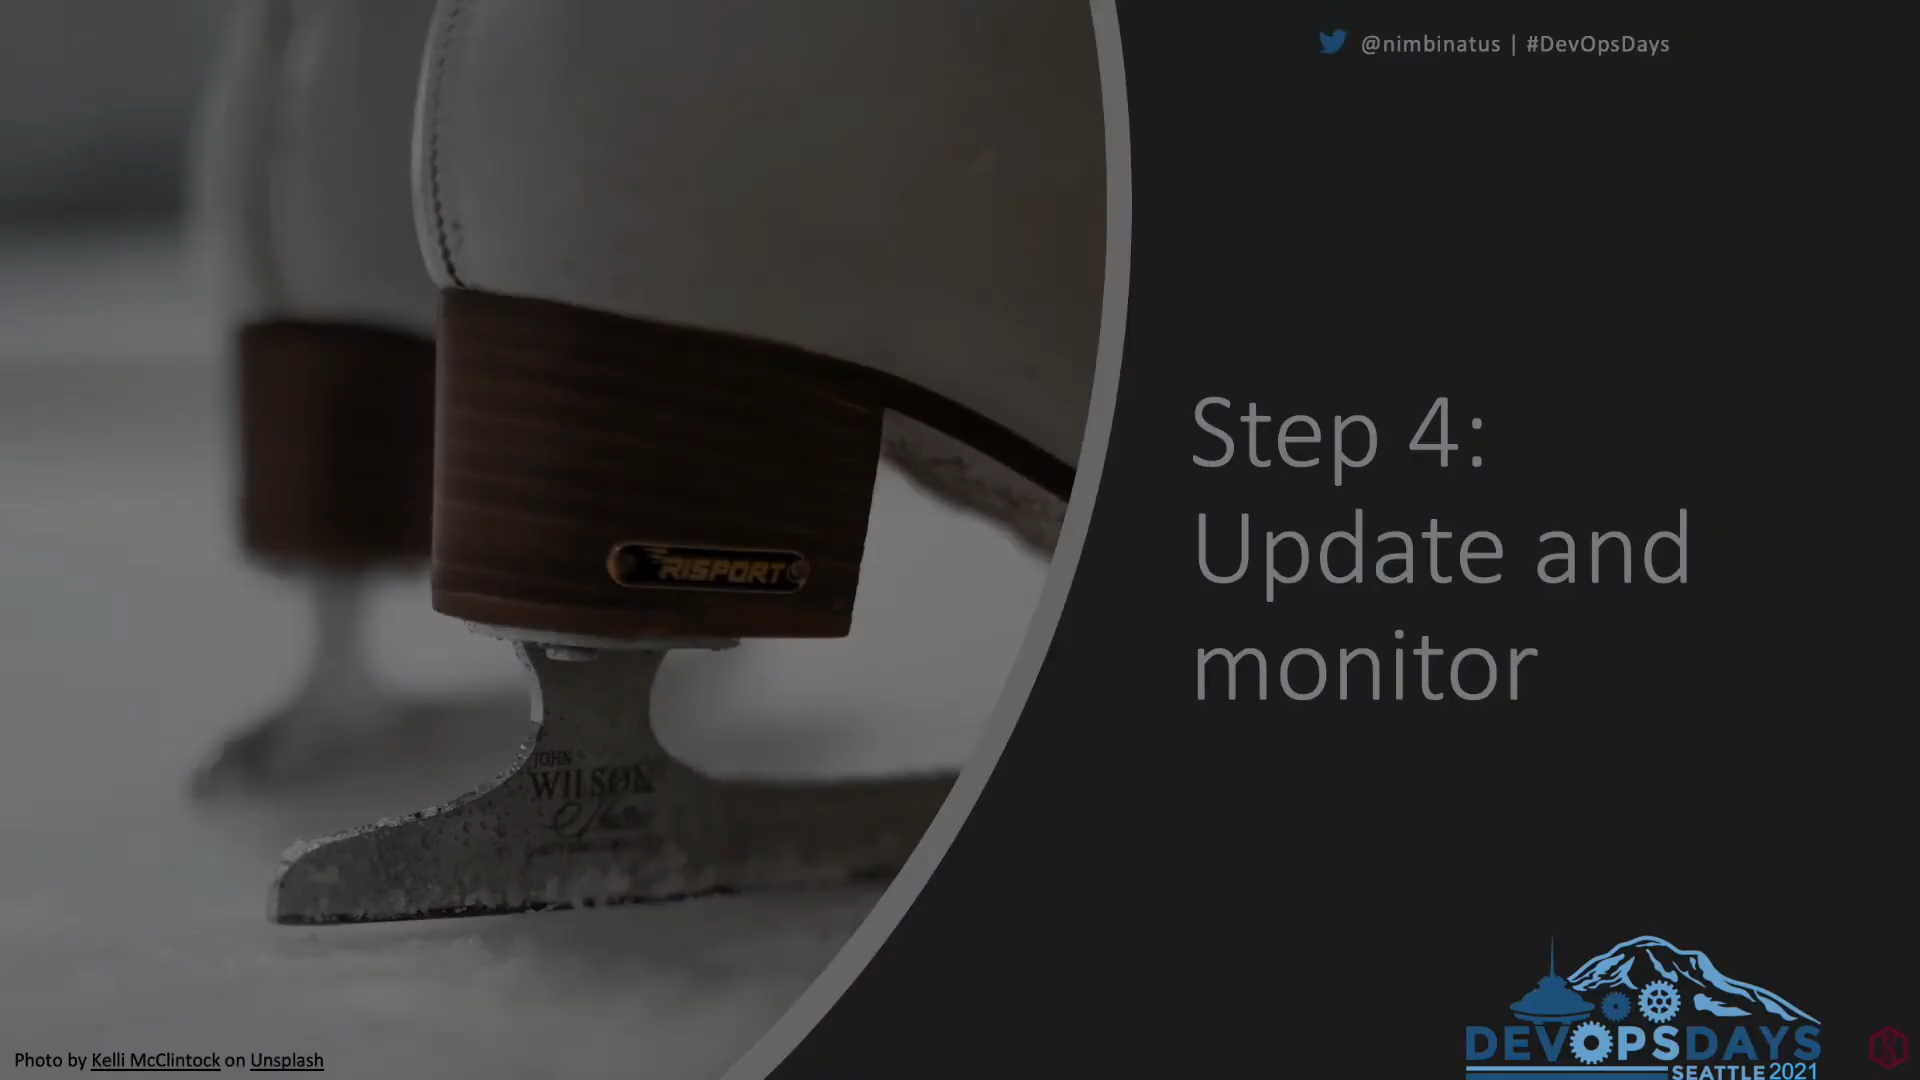 @nimbinatus | #DevOpsDays
Step 4:
Update and
monitor
RISPORT
JOHN
WILSON
DEVOPSDAYS
SEATTLE 2021
Photo by Kelli McClintock on Unsplash